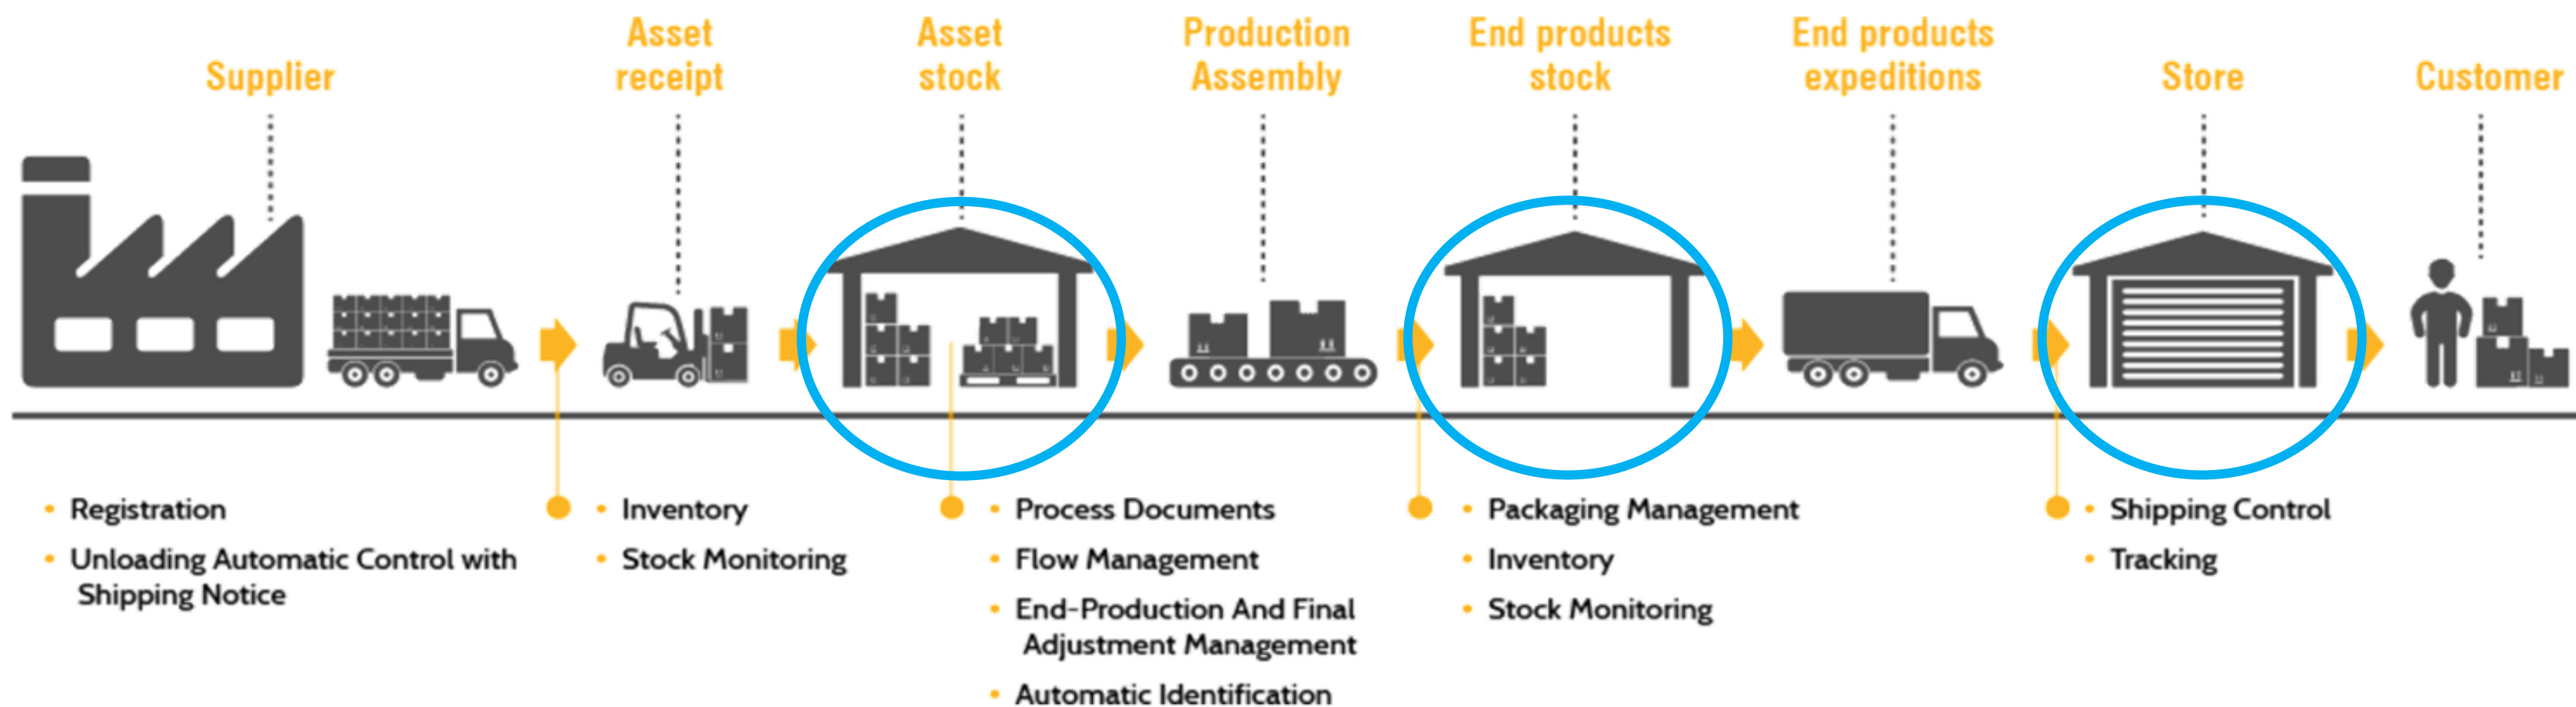 Supplier
Asset
receipt
Asset
stock
Production
Assembly
End products
stock
End products
expeditions
Store
Customer
• Registration
• Unloading Automatic Control with
Shipping Notice
• Inventory
• Stock Monitoring
• Process Documents
• Flow Management
• End-Production And Final
Adjustment Management
• Automatic Identification
• Packaging Management
• Inventory
• Stock Monitoring
• Shipping Control
• Tracking